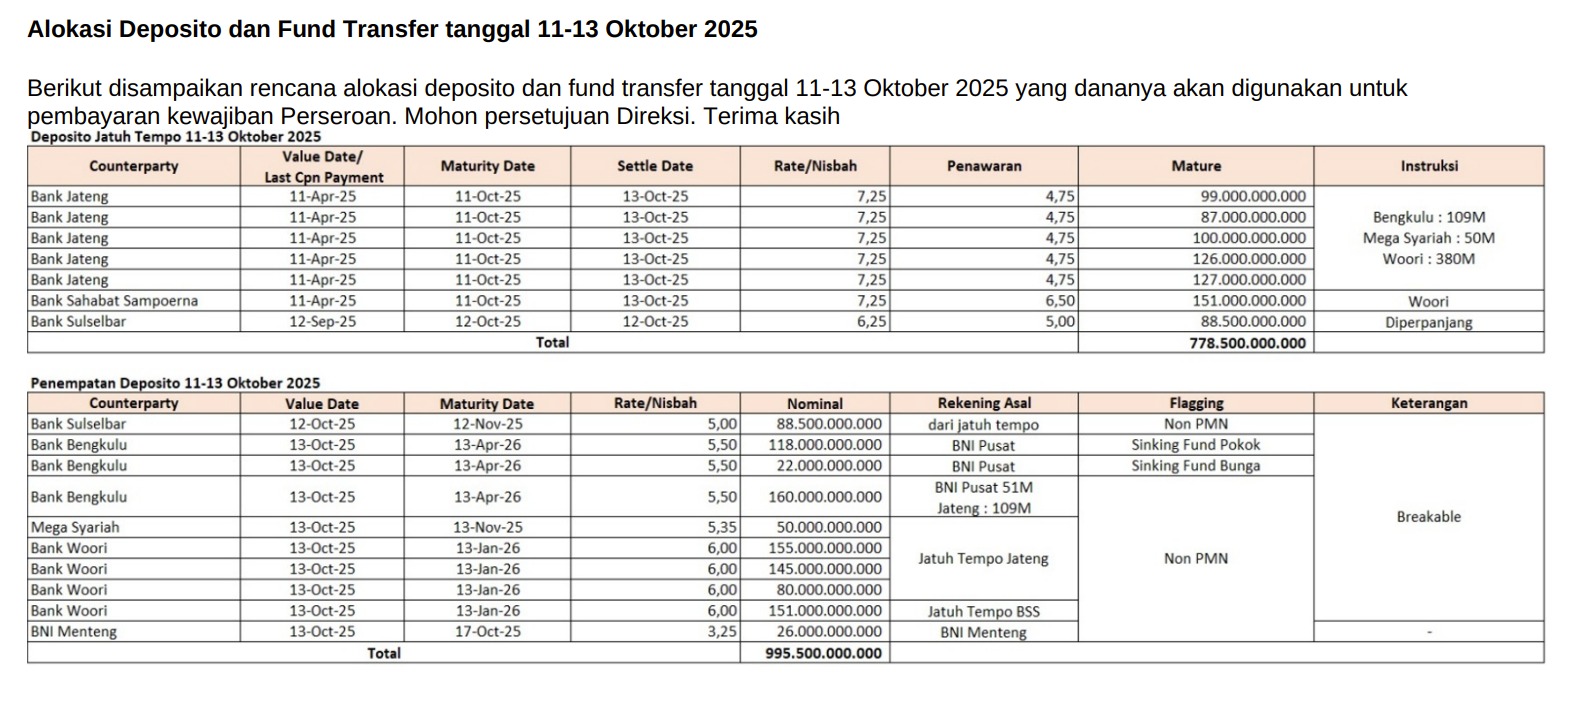 Alokasi Deposito dan Fund Transfer tanggal 11-13 Oktober 2025
Berikut disampaikan rencana alokasi deposito dan fund transfer tanggal 11-13 Oktober 2025 yang dananya akan digunakan untuk
pembayaran kewajiban Perseroan. Mohon persetujuan Direksi. Terima kasih
Deposito Jatuh Tempo 11-13 Oktober 2025
Counterparty Value Date/ Last Cpn Payment Maturity Date Settle Date Rate/Nisbah Penawaran Mature Instruksi
Bank Jateng 11-Apr-25 11-Oct-25 13-Oct-25 7,25 4,75 99.000.000.000
Bank Jateng 11-Apr-25 11-Oct-25 13-Oct-25 7,25 4,75 87.000.000.000 Bengkulu : 109M
Bank Jateng 11-Apr-25 11-Oct-25 13-Oct-25 7,25 4,75 100.000.000.000 Mega Syariah : 50M
Bank Jateng 11-Apr-25 11-Oct-25 13-Oct-25 7,25 4,75 126.000.000.000 Woori : 380M
Bank Jateng 11-Apr-25 11-Oct-25 13-Oct-25 7,25 4,75 127.000.000.000
Bank Sahabat Sampoerna 11-Apr-25 11-Oct-25 13-Oct-25 7,25 6,50 151.000.000.000 Woori
Bank Sulselbar 12-Sep-25 12-Oct-25 12-Oct-25 6,25 5,00 88.500.000.000 Diperpanjang
Total 778.500.000.000
Penempatan Deposito 11-13 Oktober 2025
Counterparty Value Date Maturity Date Rate/Nisbah Nominal Rekening Asal Flagging Keterangan
Bank Sulselbar 12-Oct-25 12-Nov-25 5,00 88.500.000.000 dari jatuh tempo Non PMN
Bank Bengkulu 13-Oct-25 13-Apr-26 5,50 118.000.000.000 BNI Pusat Sinking Fund Pokok
Bank Bengkulu 13-Oct-25 13-Apr-26 5,50 22.000.000.000 BNI Pusat Sinking Fund Bunga
Bank Bengkulu 13-Oct-25 13-Apr-26 5,50 160.000.000.000 BNI Pusat 51M
Jateng : 109M
Breakable
Mega Syariah 13-Oct-25 13-Nov-25 5,35 50.000.000.000
Bank Woori 13-Oct-25 13-Jan-26 6,00 155.000.000.000 Jatuh Tempo Jateng Non PMN
Bank Woori 13-Oct-25 13-Jan-26 6,00 145.000.000.000
Bank Woori 13-Oct-25 13-Jan-26 6,00 80.000.000.000
Bank Woori 13-Oct-25 13-Jan-26 6,00 151.000.000.000 Jatuh Tempo BSS
BNI Menteng 13-Oct-25 17-Oct-25 3,25 26.000.000.000 BNI Menteng -
Total 995.500.000.000